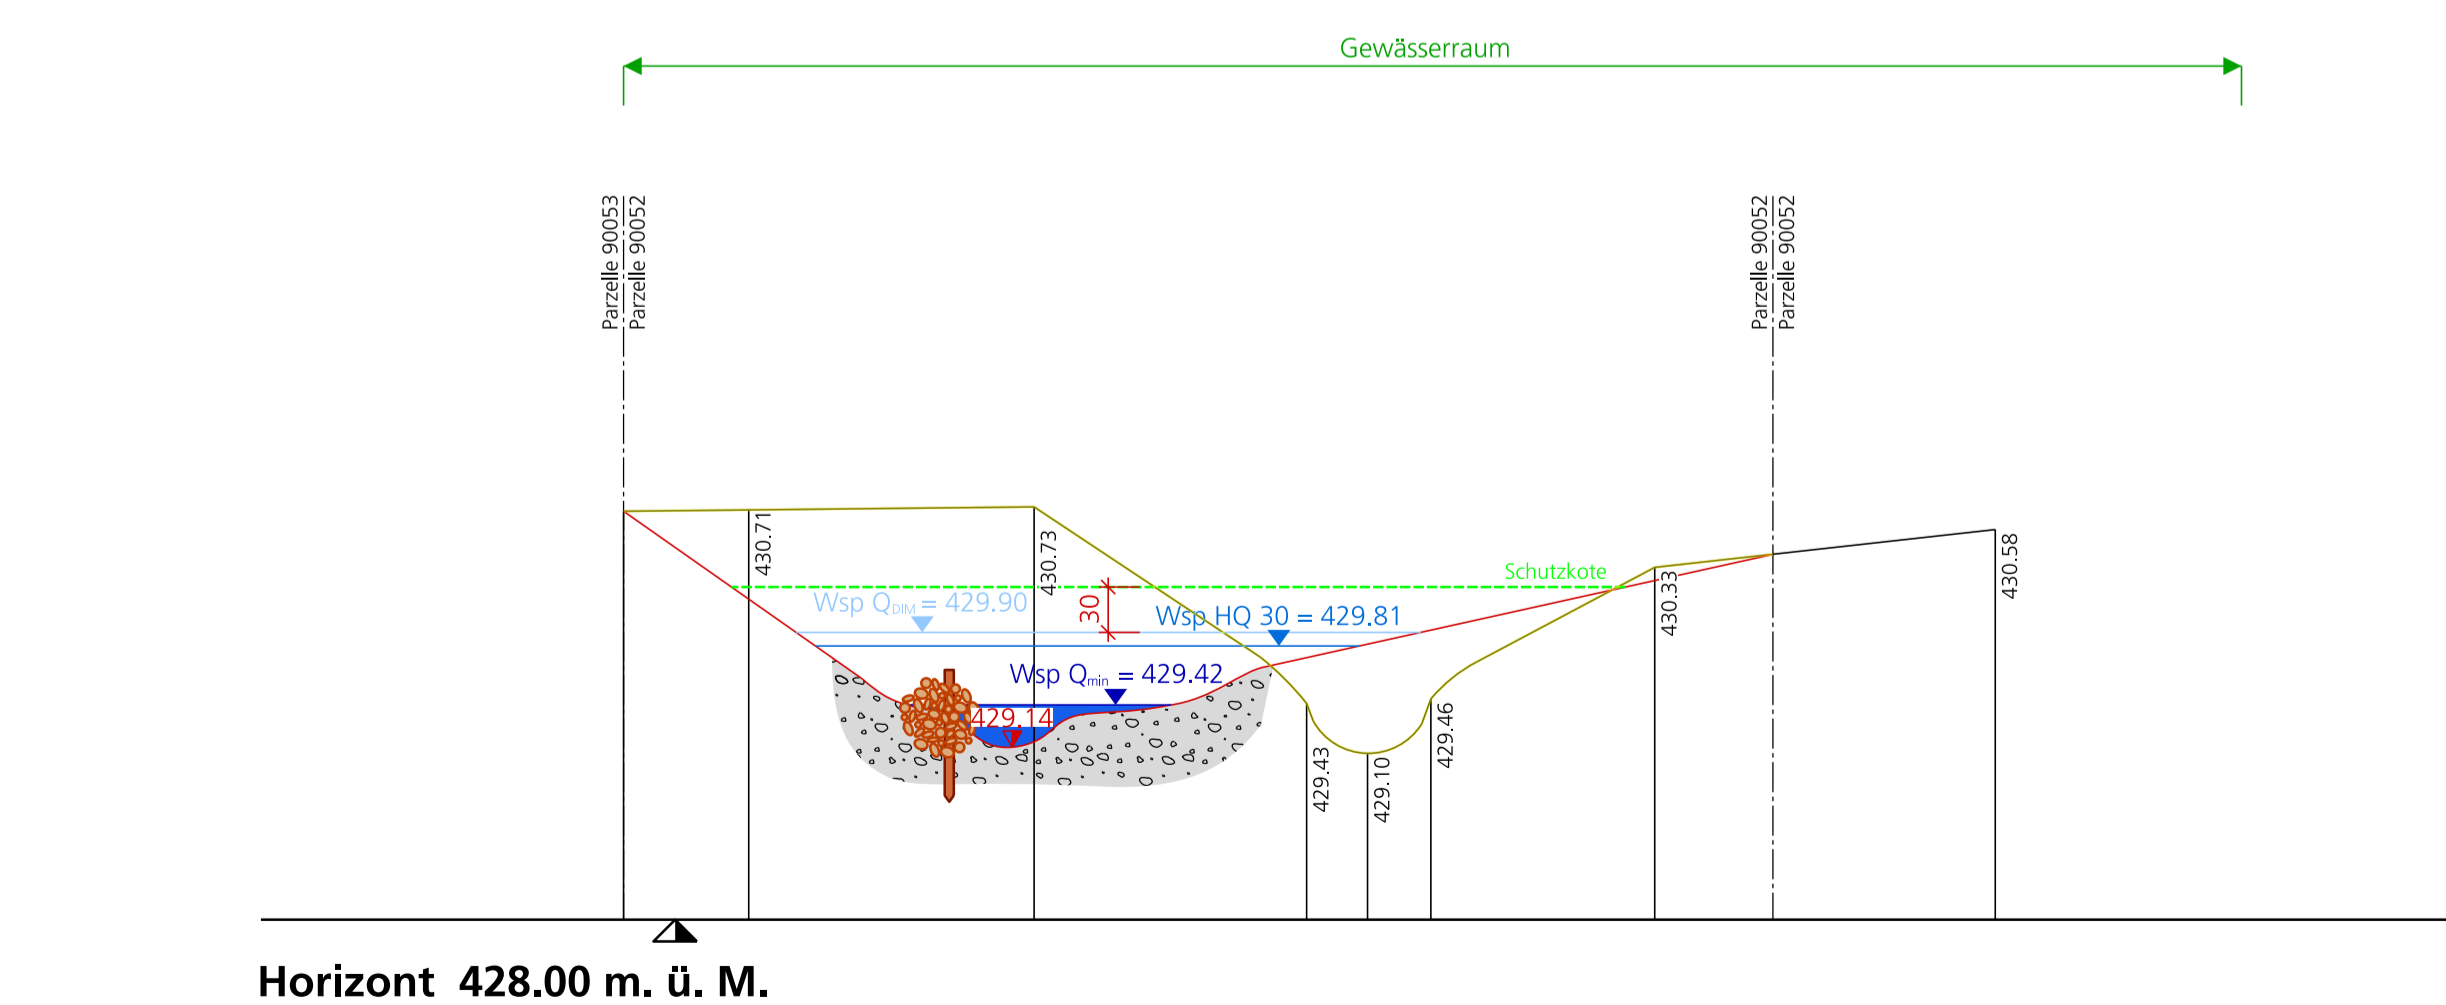 Gewässerraum
Parzelle 90053
Parzelle 90052
Parzelle 90052
Parzelle 90052
430.71
430.73
430.58
Schutzkote
430.33
Wsp QDIM = 429.90
30
Wsp HQ 30 = 429.81
Wsp Qmin = 429.42
429.14
429.43
429.10
429.46
Horizont 428.00 m. ü. M.